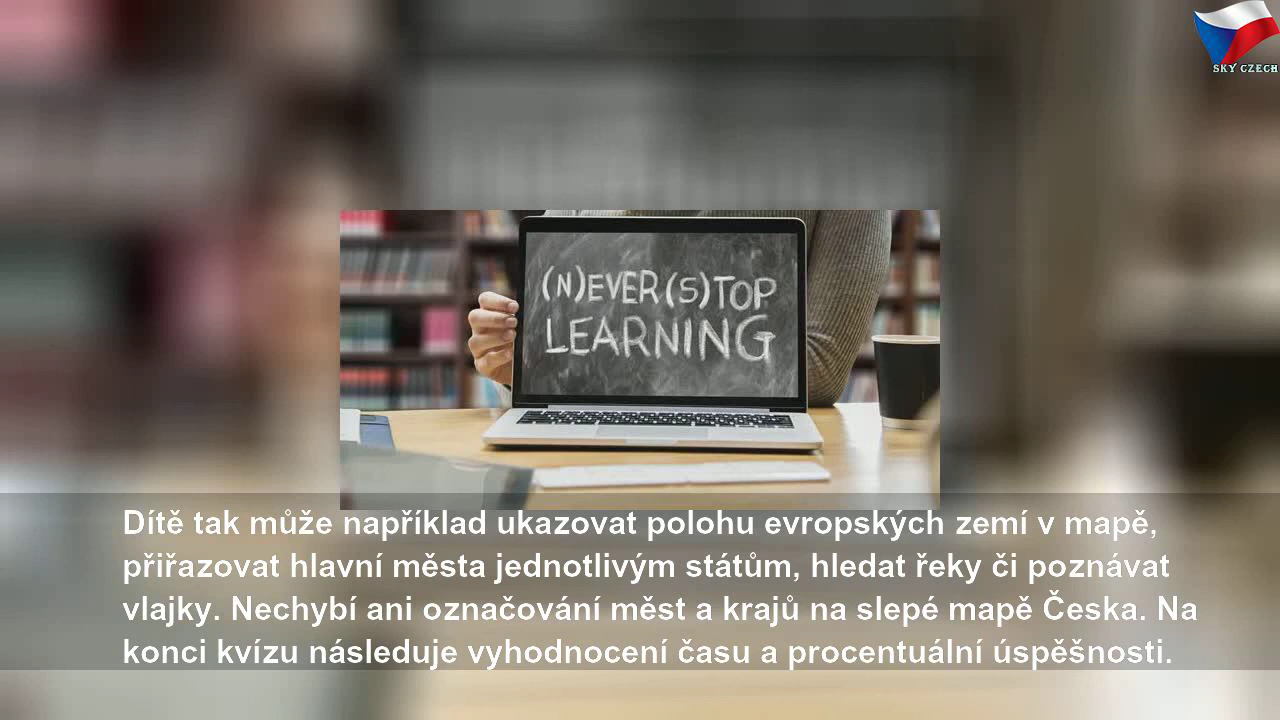 SKY CZECH
(N)EVER(S)TOP
LEARNING
Dítě tak může například ukazovat polohu evropských zemí v mapě,
přiřazovat hlavní města jednotlivým státům, hledat řeky či poznávat
vlajky. Nechybí ani označování měst a krajů na slepé mapě Česka. Na
konci kvízu následuje vyhodnocení času a procentuální úspěšnosti.